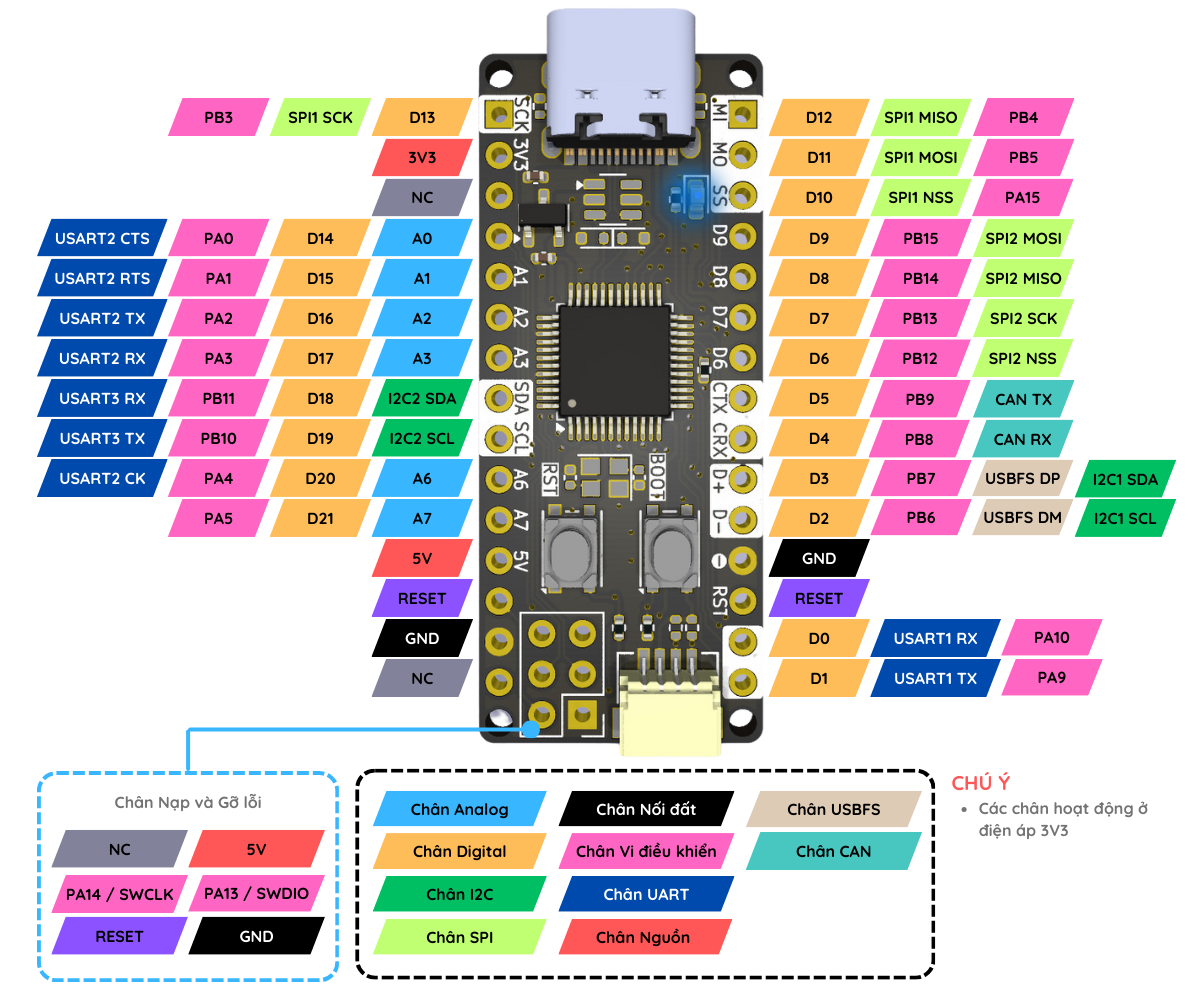 PB3 SPI1 SCK D13 SCK MI D12 SPI1 MISO PB4
3V3 3V3 MO D11 SPI1 MOSI PB5
NC SS D10 SPI1 NSS PA15
USART2 CTS PA0 D14 A0 D9 D9 PB15 SPI2 MOSI
USART2 RTS PA1 D15 A1 A1 D8 D8 PB14 SPI2 MISO
USART2 TX PA2 D16 A2 A2 D7 D7 PB13 SPI2 SCK
USART2 RX PA3 D17 A3 A3 D6 D6 PB12 SPI2 NSS
USART3 RX PB11 D18 I2C2 SDA SDA CTX D5 PB9 CAN TX
USART3 TX PB10 D19 I2C2 SCL SCL CRX D4 PB8 CAN RX
USART2 CK PA4 D20 A6 A6 RST BOOT D+ D3 PB7 USBFS DP I2C1 SDA
PA5 D21 A7 A7 D- D2 PB6 USBFS DM I2C1 SCL
5V 5V GND
RESET RST RESET
GND D0 USART1 RX PA10
NC D1 USART1 TX PA9
Chân Nạp và Gỡ lỗi
NC 5V
PA14 / SWCLK PA13 / SWDIO
RESET GND
Chân Analog Chân Nối đất Chân USBFS
Chân Digital Chân Vi điều khiển Chân CAN
Chân I2C Chân UART
Chân SPI Chân Nguồn
CHÚ Ý
• Các chân hoạt động ở
điện áp 3V3